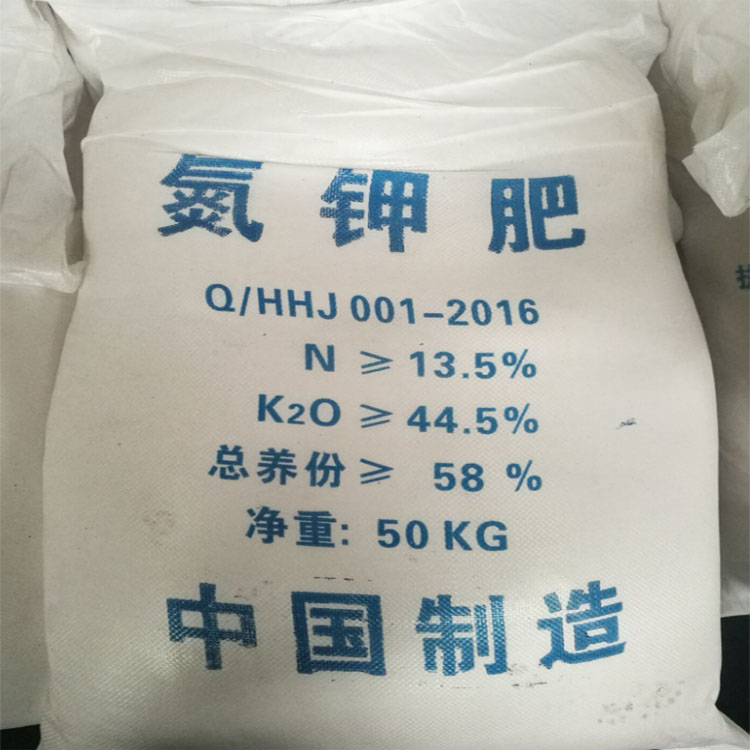 氮钾肥
Q/HHJ 001-2016
N ≥ 13.5%
K2O ≥ 44.5%
总养份≥ 58 %
净重: 50 KG
中国制造